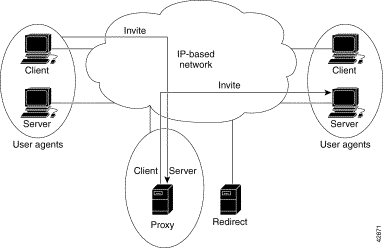 Invite
IP-based
network
Client
Client
Invite
Server
Server
User agents
User agents
Client
Server
Proxy
Redirect
42871